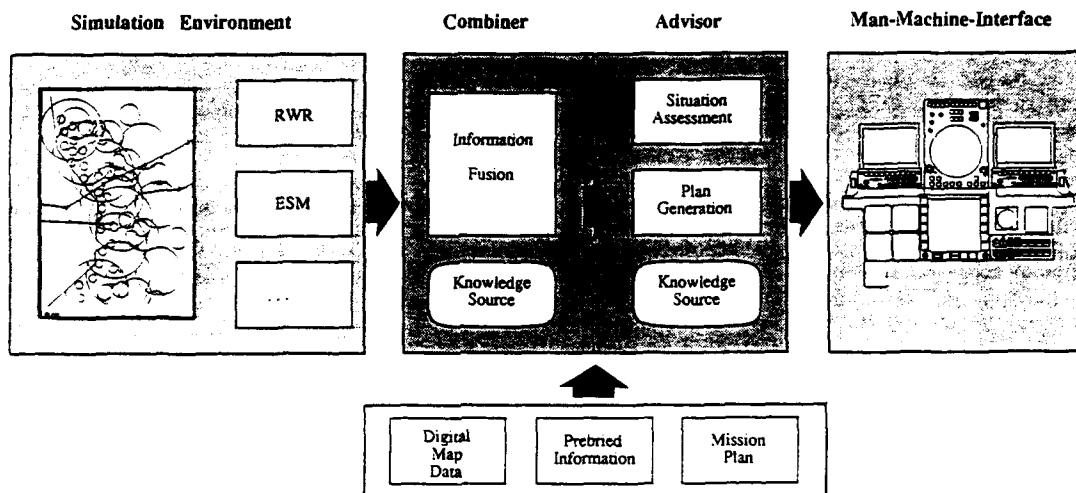 Simulation Environment
Combiner
Advisor
Man-Machine-Interface
RWR
ESM
. . .
Information
Fusion
Knowledge
Source
Situation
Assessment
Plan
Generation
Knowledge
Source
Digital
Map
Data
Prebried
Information
Mission
Plan